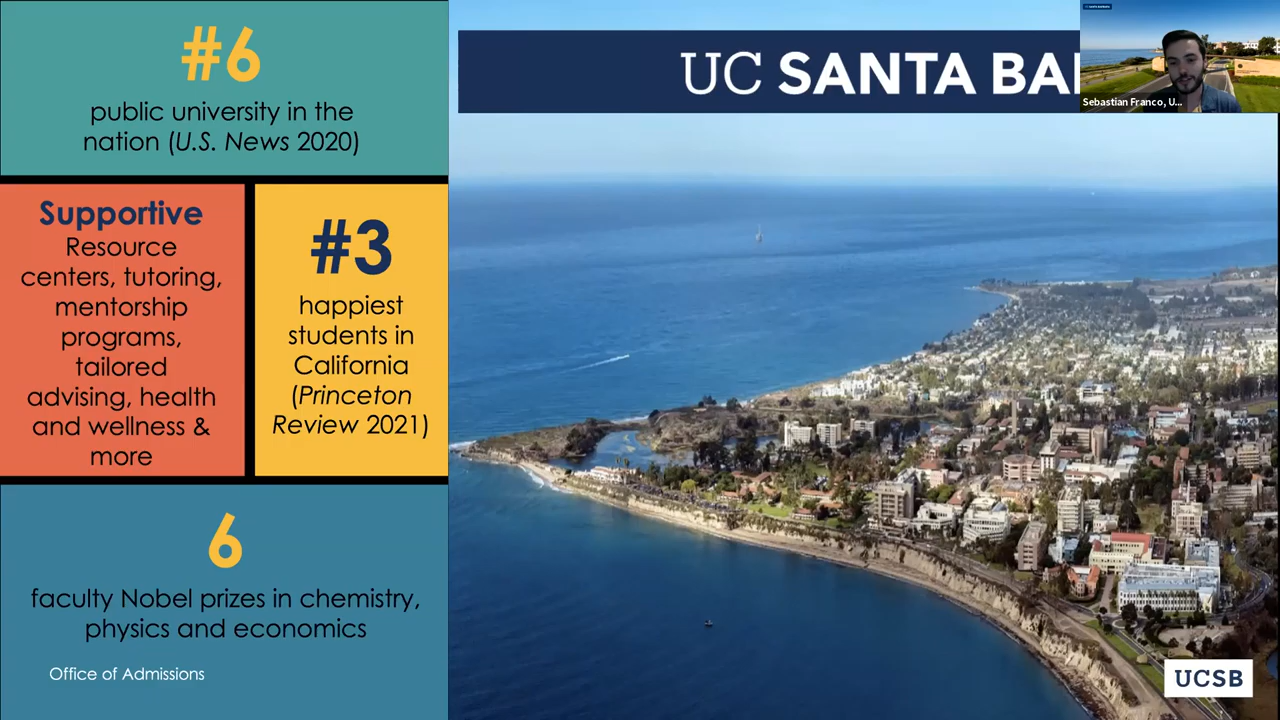 #6
public university in the
nation (U.S. News 2020)
Supportive
Resource
centers, tutoring,
mentorship
programs,
tailored
advising, health
and wellness &
more
#3
happiest
students in
California
(Princeton
Review 2021)
6
faculty Nobel prizes in chemistry,
physics and economics
Office of Admissions
UC SANTA BA
Sebastian Franco, U...
UCSB